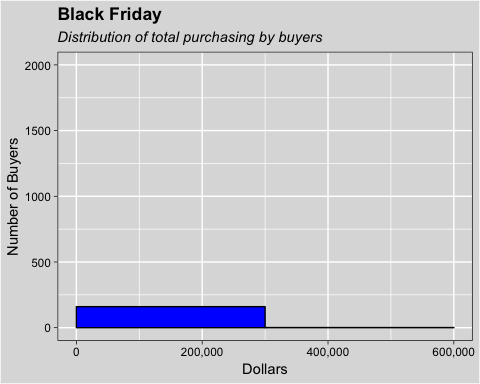 Black Friday
Distribution of total purchasing by buyers
2000
1500
1000
500
0
Number of Buyers
0 200,000 400,000 600,000
Dollars